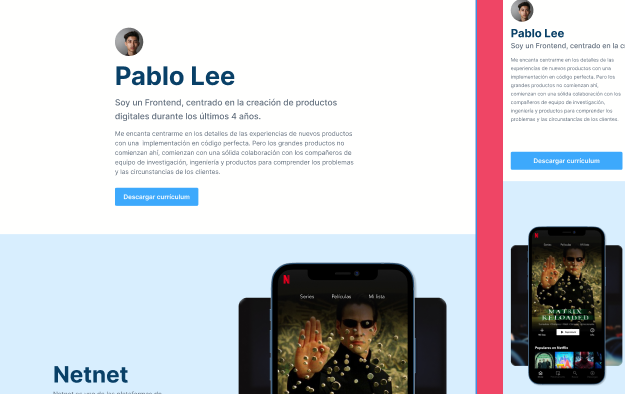 Pablo Lee
Soy un Frontend, centrado en la creación de productos
digitales durante los últimos 4 años.
Me encanta centrarme en los detalles de las experiencias de nuevos productos
con una implementación en código perfecta. Pero los grandes productos no
comienzan ahí, comienzan con una sólida colaboración con los compañeros de
equipo de investigación, ingeniería y productos para comprender los problemas
y las circunstancias de los clientes.
Descargar currículum
N
Series Películas Mi lista
Netnet
Netnet es una de las plataformas de
Pablo Lee
Soy un Frontend, centrado en la c
Me encanta centrarme en los detalles de las
experiencias de nuevos productos con una
implementación en código perfecta. Pero los
grandes productos no comienzan ahí,
comienzan con una sólida colaboración con los
compañeros de equipo de investigación,
ingeniería y productos para comprender los
problemas y las circunstancias de los clientes.
Descargar currículum
Series Películas Mi lista
MATRIX
RELOADED
Populares en Netflix